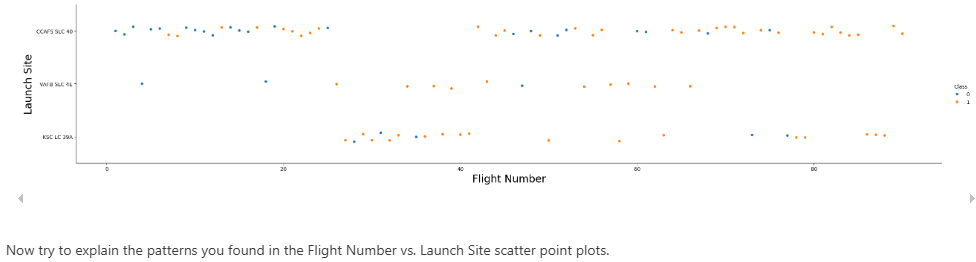 CCAFS SLC 40
VAFB SLC 4E
KSC LC 39A
Launch Site
0
20
40
60
80
Flight Number
Class
0
1
Now try to explain the patterns you found in the Flight Number vs. Launch Site scatter point plots.